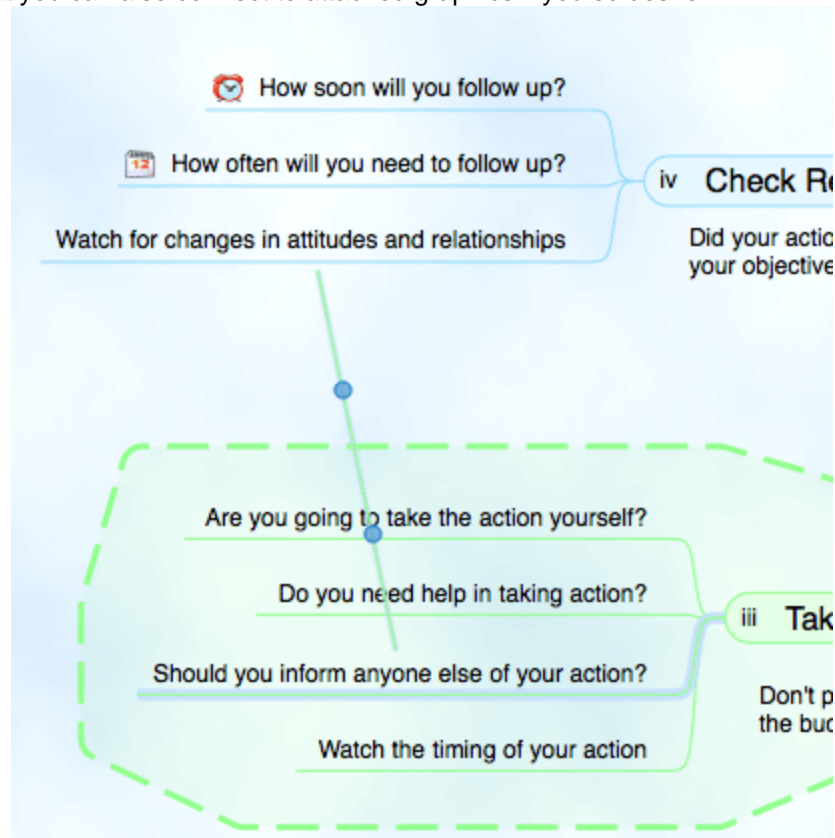 How soon will you follow up?
How often will you need to follow up?
12
iv Check
Watch for changes in attitudes and relationships
Did your
your objective
Are you going to take the action yourself?
Do you need help in taking action?
iii
Should you inform anyone else of your action?
Don't
the
Watch the timing of your action